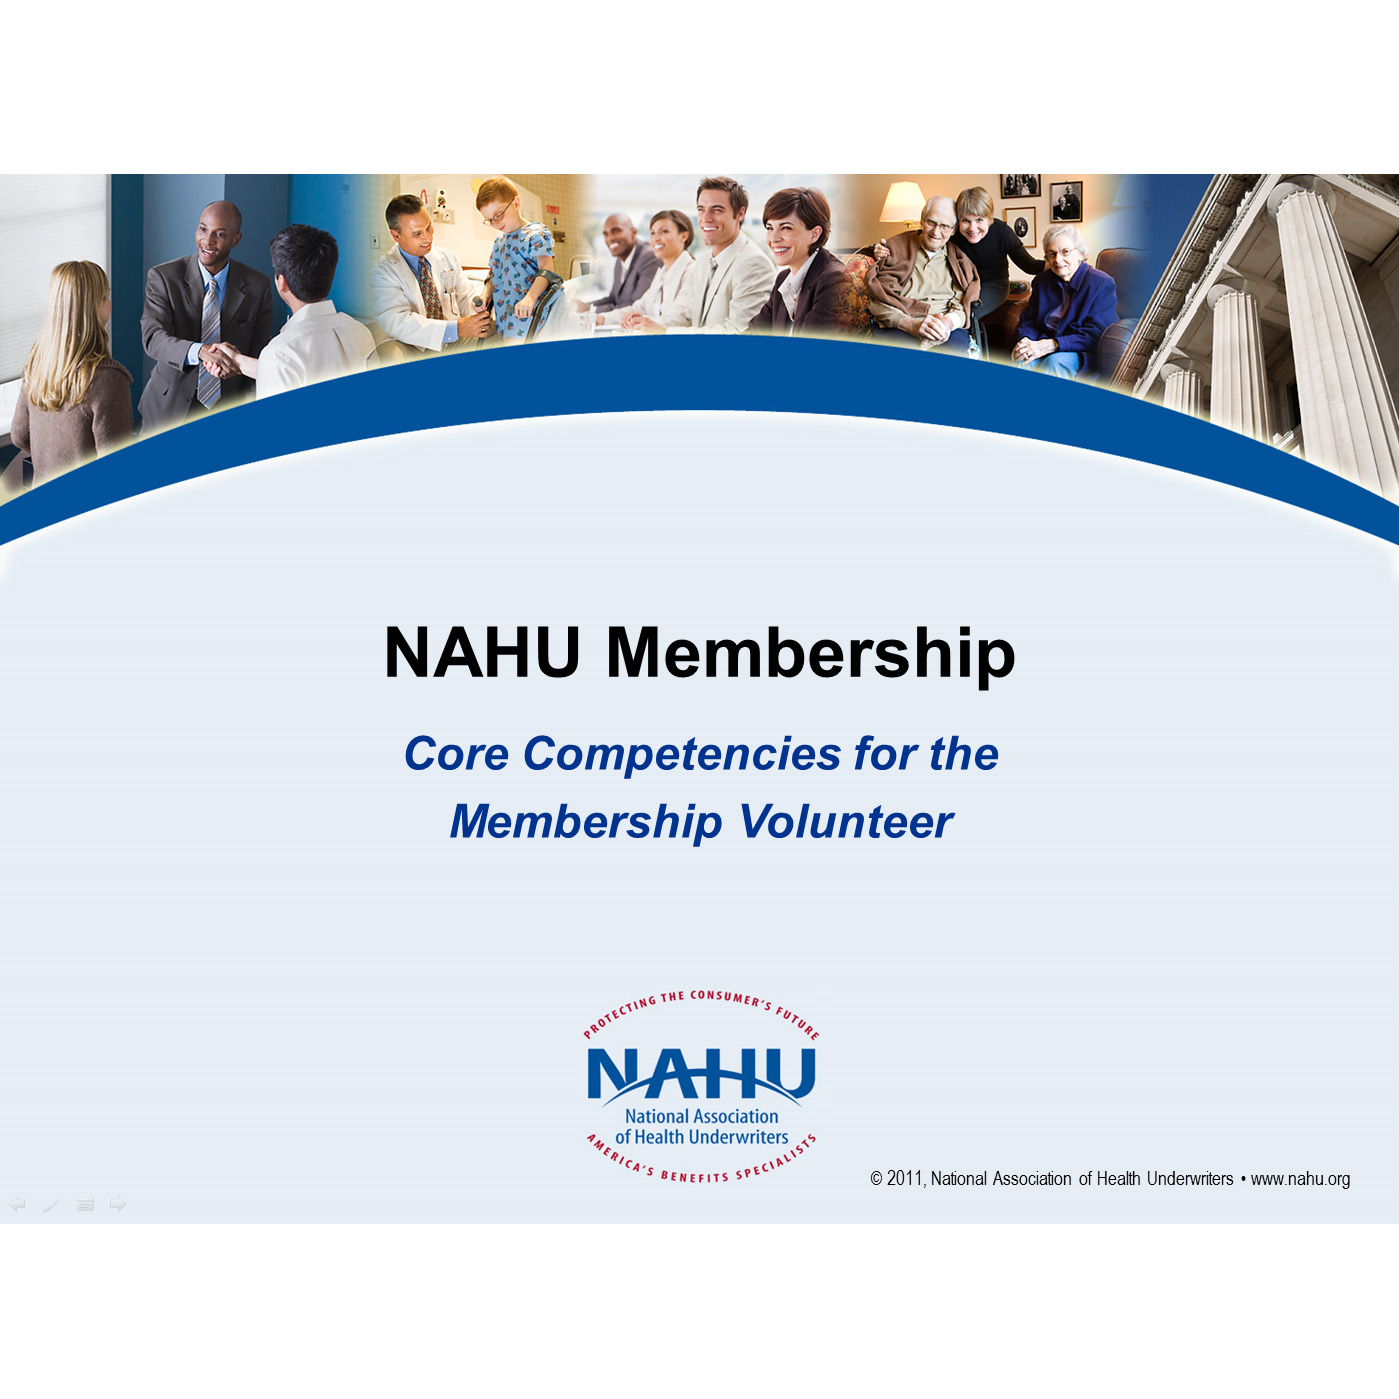 NAHU Membership
Core Competencies for the
Membership Volunteer
PROTECTING THE CONSUMER'S FUTURE
NAHU
National Association
of Health Underwriters
AMERICA'S BENEFITS SPECIALISTS
© 2011, National Association of Health Underwriters • www.nahu.org